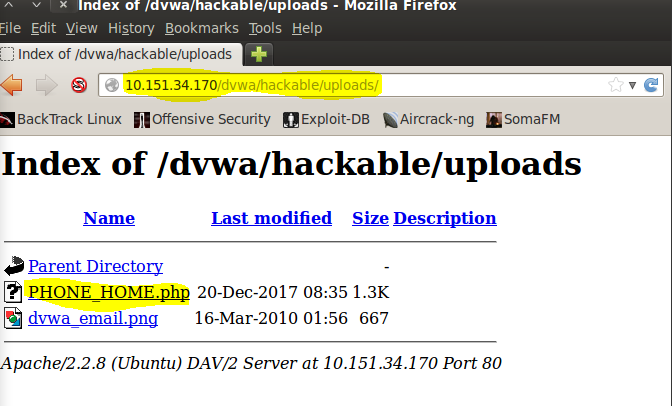 Index of /dvwa/hackable/uploads - Mozilla Firefox
File Edit View History Bookmarks Tools Help
Index of /dvwa/hackable/uploads
10.151.34.170/dvwa/hackable/uploads/
BackTrack Linux Offensive Security Exploit-DB Aircrack-ng SomaFM
Index of /dvwa/hackable/uploads
Name Last modified Size Description
Parent Directory -
PHONE_HOME.php 20-Dec-2017 08:35 1.3K
dvwa_email.png 16-Mar-2010 01:56 667
Apache/2.2.8 (Ubuntu) DAV/2 Server at 10.151.34.170 Port 80